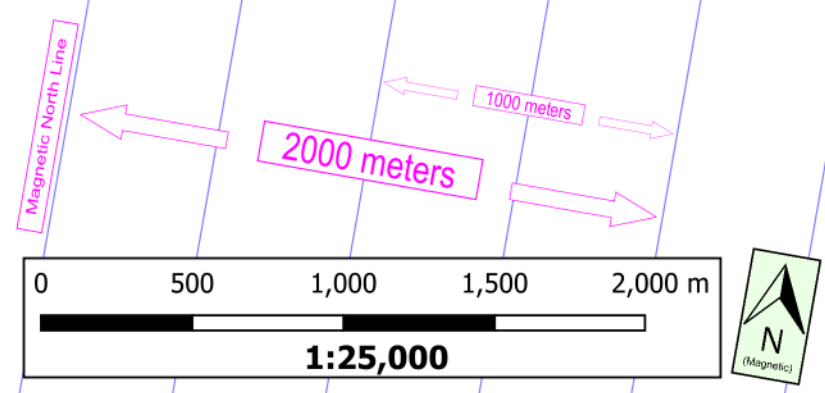 Magnetic North Line
1000 meters
2000 meters
0 500 1,000 1,500 2,000 m
1:25,000
N
(Magnetic)